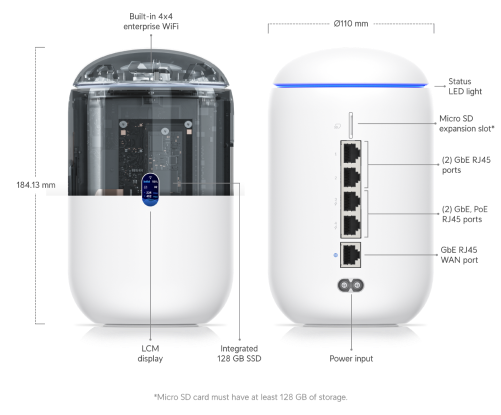 Built-in 4x4
enterprise WiFi
Ø110 mm
Status
LED light
Micro SD
expansion slot*
(2) GbE RJ45
ports
184.13 mm
(2) GbE, PoE
RJ45 ports
GbE RJ45
WAN port
LCM
display
Integrated
128 GB SSD
Power input
*Micro SD card must have at least 128 GB of storage.